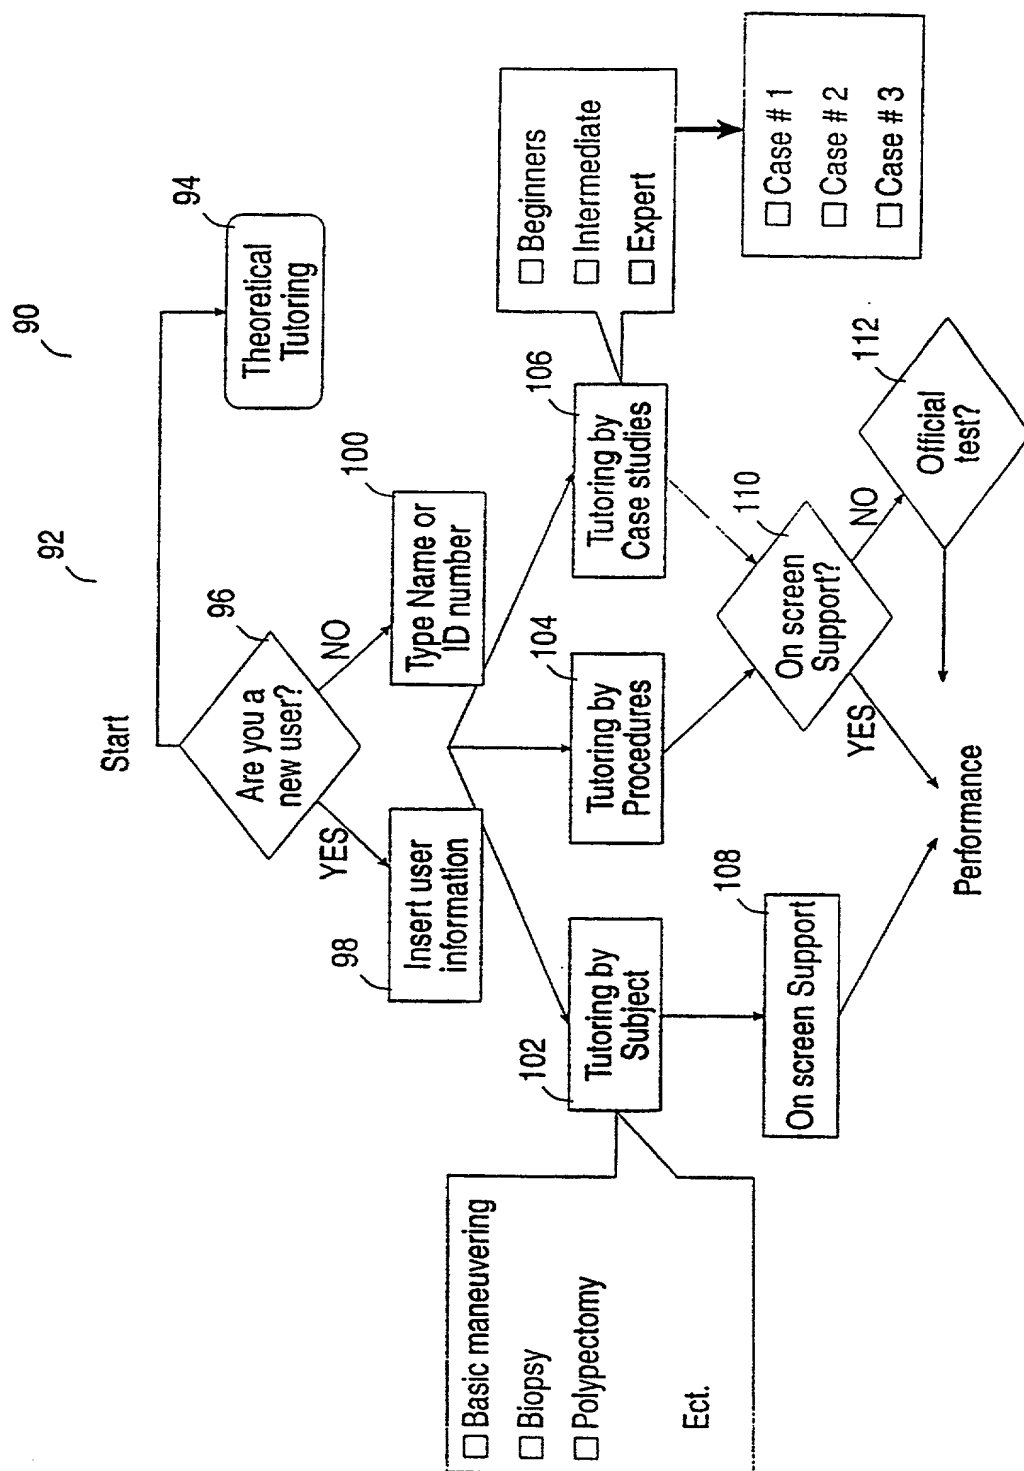 90
92
Start
94
Theoretical
Tutoring
96
Are you a
new user?
YES
NO
98
Insert user
information
100
Type Name or
ID number
102
Tutoring by
Subject
104
Tutoring by
Procedures
106
Tutoring by
Case studies
Basic maneuvering
Biopsy
Polypectomy
Ect.
Beginners
Intermediate
Expert
Case # 1
Case # 2
Case # 3
108
On screen Support
110
On screen
Support?
YES
NO
112
Official
test?
Performance